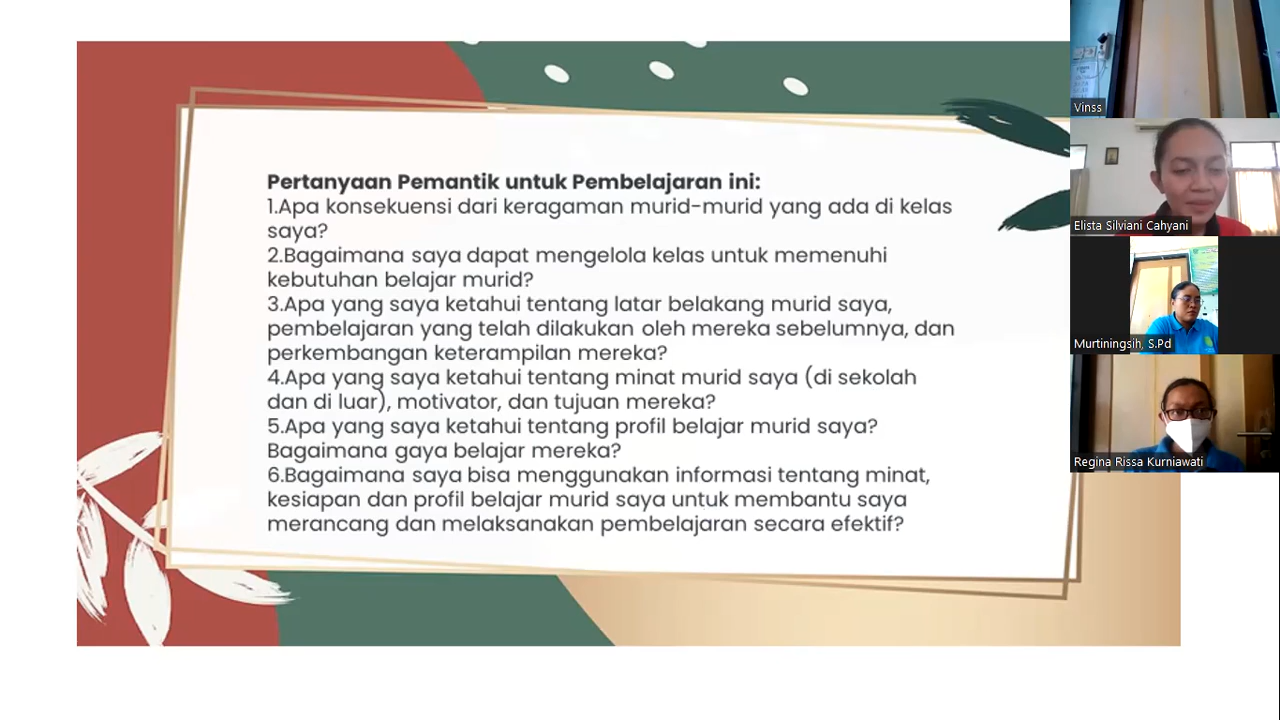 Pertanyaan Pemantik untuk Pembelajaran ini:
1.Apa konsekuensi dari keragaman murid-murid yang ada di kelas
saya?
2.Bagaimana saya dapat mengelola kelas untuk memenuhi
kebutuhan belajar murid?
3.Apa yang saya ketahui tentang latar belakang murid saya,
pembelajaran yang telah dilakukan oleh mereka sebelumnya, dan
perkembangan keterampilan mereka?
4.Apa yang saya ketahui tentang minat murid saya (di sekolah
dan di luar), motivator, dan tujuan mereka?
5.Apa yang saya ketahui tentang profil belajar murid saya?
Bagaimana gaya belajar mereka?
6.Bagaimana saya bisa menggunakan informasi tentang minat,
kesiapan dan profil belajar murid saya untuk membantu saya
merancang dan melaksanakan pembelajaran secara efektif?
Vinss
Elista Silviani Cahyani
Murtiningsih, S.Pd
Regina Rissa Kurniawati